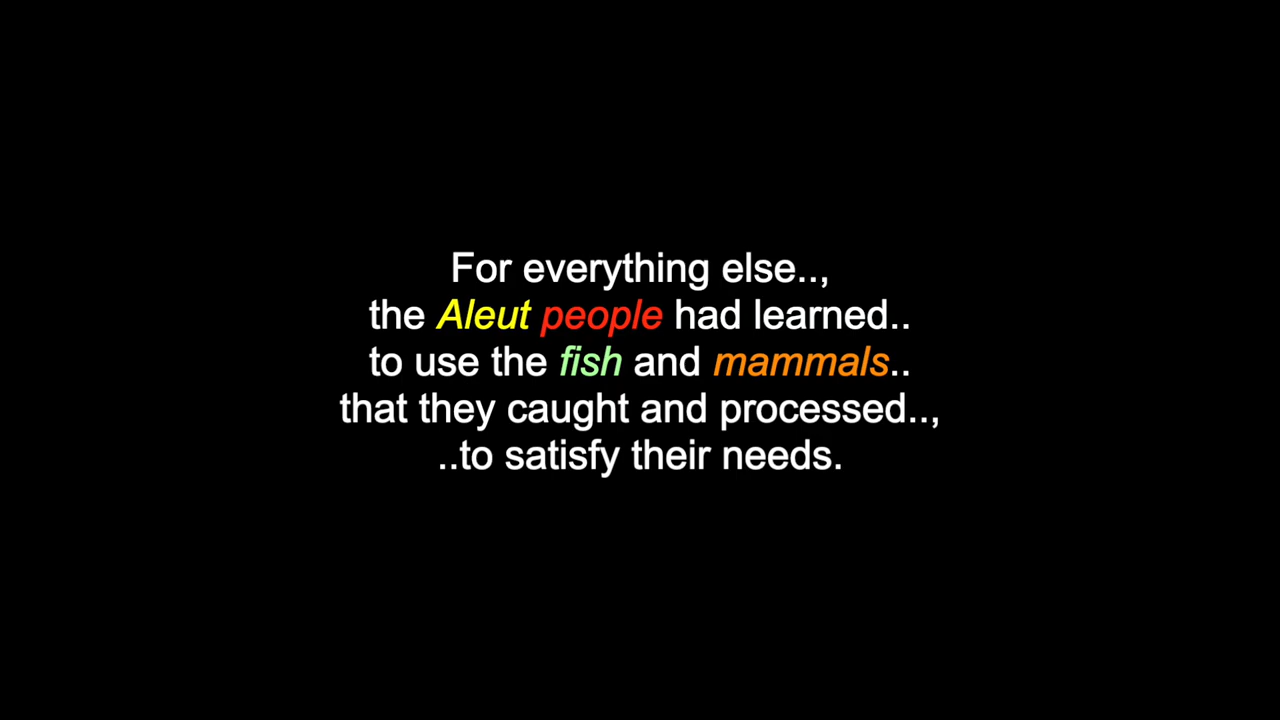 For everything else..,
the Aleut people had learned..
to use the fish and mammals..
that they caught and processed..,
..to satisfy their needs.